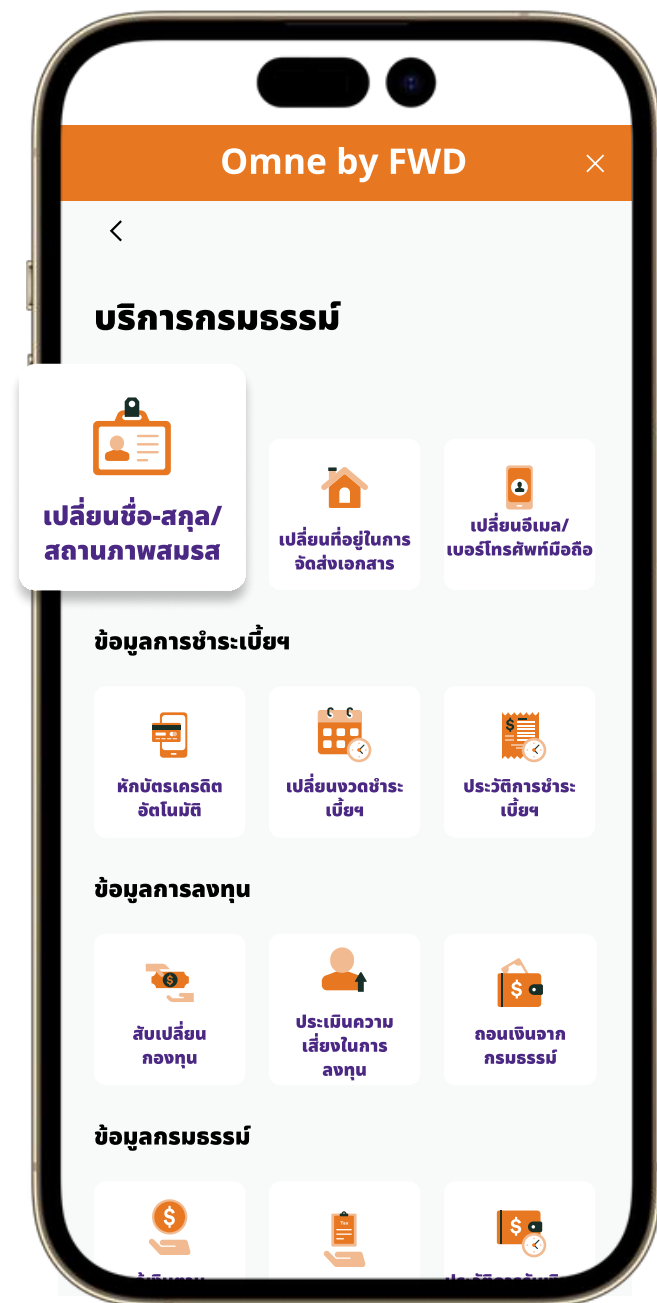 Omne by FWD
บริการกรมธรรม์
เปลี่ยนชื่อ-สกุล/
สถานภาพสมรส
เปลี่ยนที่อยู่ในการ
จัดส่งเอกสาร
เปลี่ยนอีเมล/
เบอร์โทรศัพท์มือถือ
ข้อมูลการชำระเบี้ยฯ
หักบัตรเครดิต
อัตโนมัติ
เปลี่ยนงวดชำระ
เบี้ยฯ
ประวัติการชำระ
เบี้ยฯ
ข้อมูลการลงทุน
สับเปลี่ยน
กองทุน
ประเมินความ
เสี่ยงในการ
ลงทุน
ถอนเงินจาก
กรมธรรม์
ข้อมูลกรมธรรม์
Tax